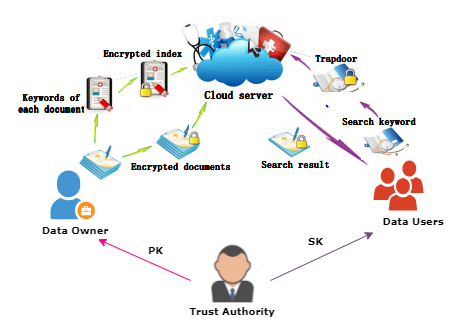 Encrypted index
Trapdoor
Cloud server
Keywords of
each document
Search keyword
Encrypted documents
Search result
Data Owner
Data Users
PK
SK
Trust Authority